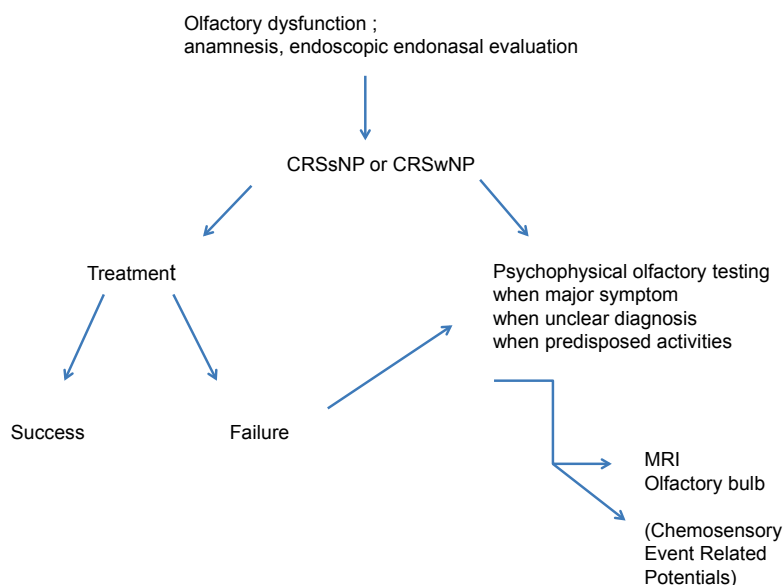 Olfactory dysfunction ;
anamnesis, endoscopic endonasal evaluation
CRSsNP or CRSwNP
Treatment
Psychophysical olfactory testing
when major symptom
when unclear diagnosis
when predisposed activities
Success
Failure
MRI
Olfactory bulb
(Chemosensory
Event Related
Potentials)